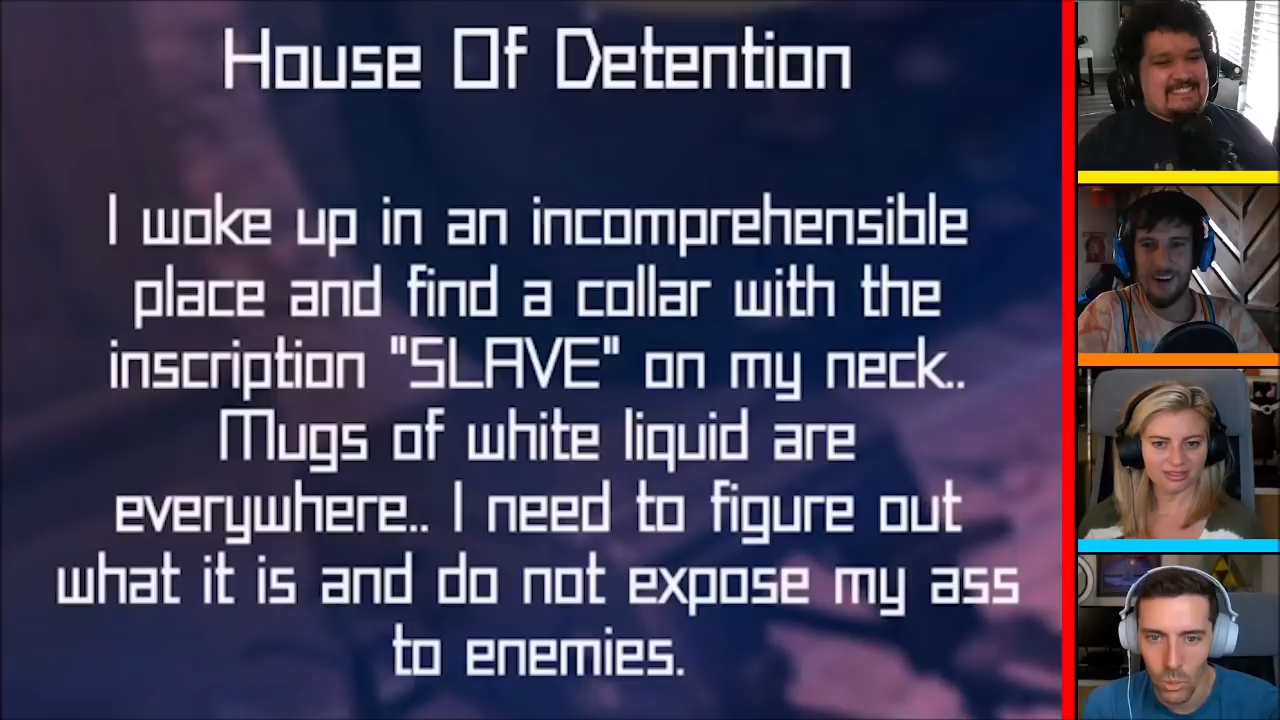 House Of Detention
I woke up in an incomprehensible
place and find a collar with the
inscription "SLAVE" on my neck..
Mugs of white liquid are
everywhere.. I need to figure out
what it is and do not expose my ass
to enemies.